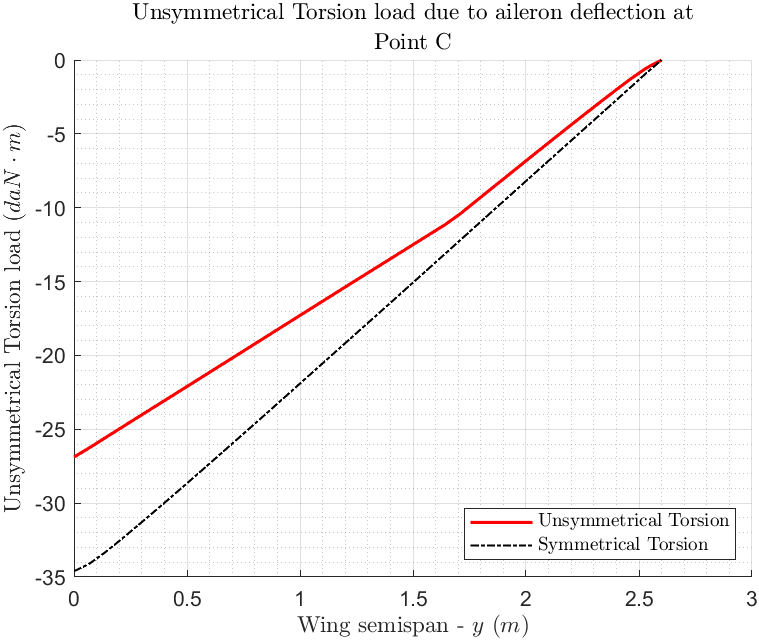 Unsymmetrical Torsion load due to aileron deflection at
Point C
Unsymmetrical Torsion load (daN · m)
0
-5
-10
-15
-20
-25
-30
-35
0
0.5
1
1.5
2
2.5
3
Wing semispan - y (m)
Unsymmetrical Torsion
Symmetrical Torsion